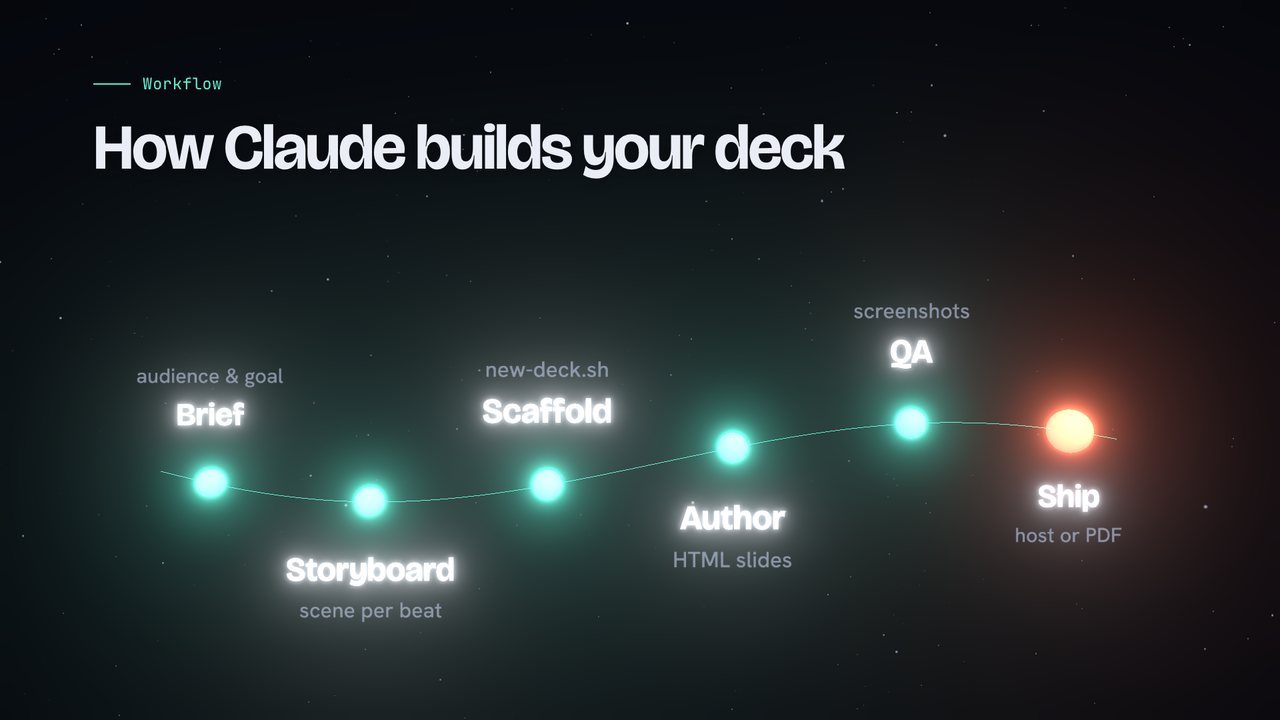 Workflow
How Claude builds your deck
audience & goal
Brief
Storyboard
scene per beat
new-deck.sh
Scaffold
Author
HTML slides
screenshots
QA
Ship
host or PDF